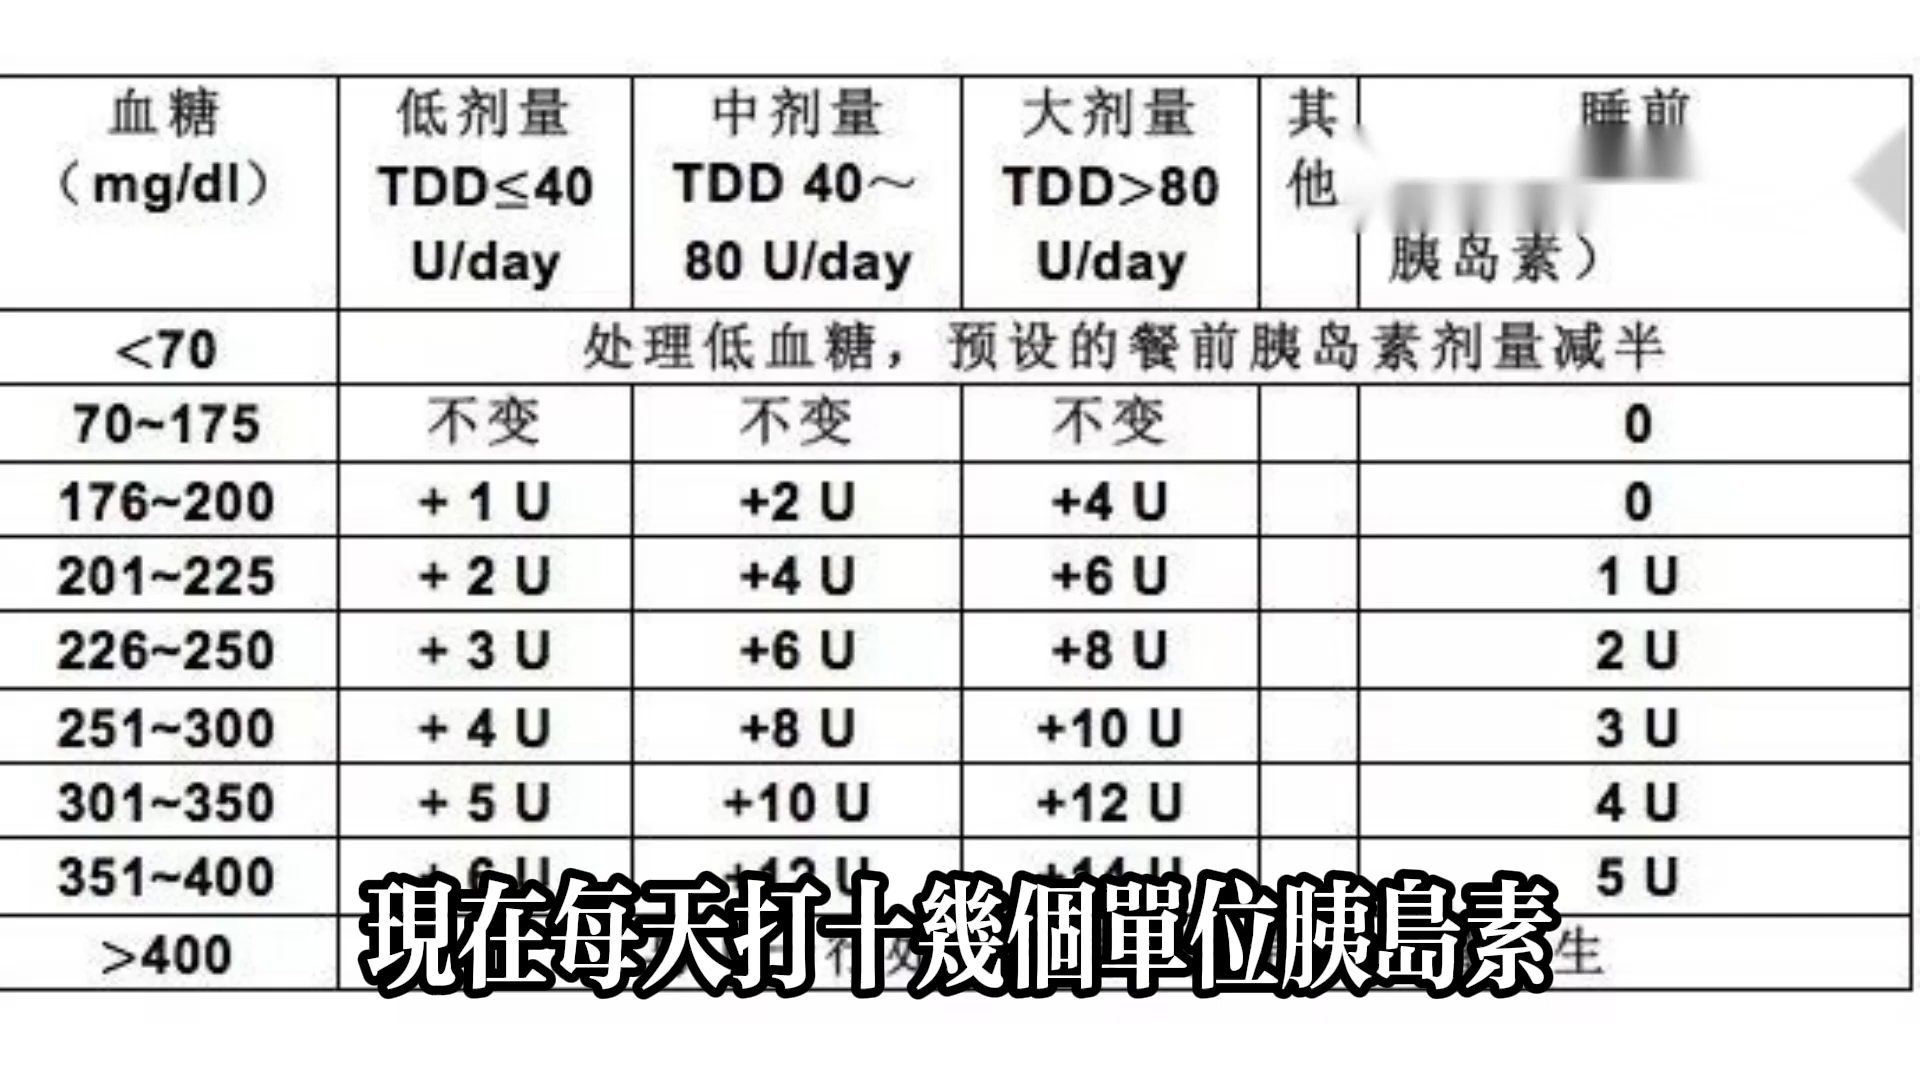 血糖 低剂量 中剂量 大剂量 其 睡前
（mg/dl） TDD≤40 TDD 40～ TDD>80 他
U/day 80 U/day U/day 胰岛素）
<70 处理低血糖，预设的餐前胰岛素剂量减半
70~175 不变 不变 不变 0
176~200 + 1 U +2 U +4 U 0
201~225 + 2 U +4 U +6 U 1 U
226~250 + 3 U +6 U +8 U 2 U
251~300 + 4 U +8 U +10 U 3 U
301~350 + 5 U +10 U +12 U 4 U
351~400 + 6 U +12 U +14 U 5 U
>400 生
現在每天打十幾個單位胰島素